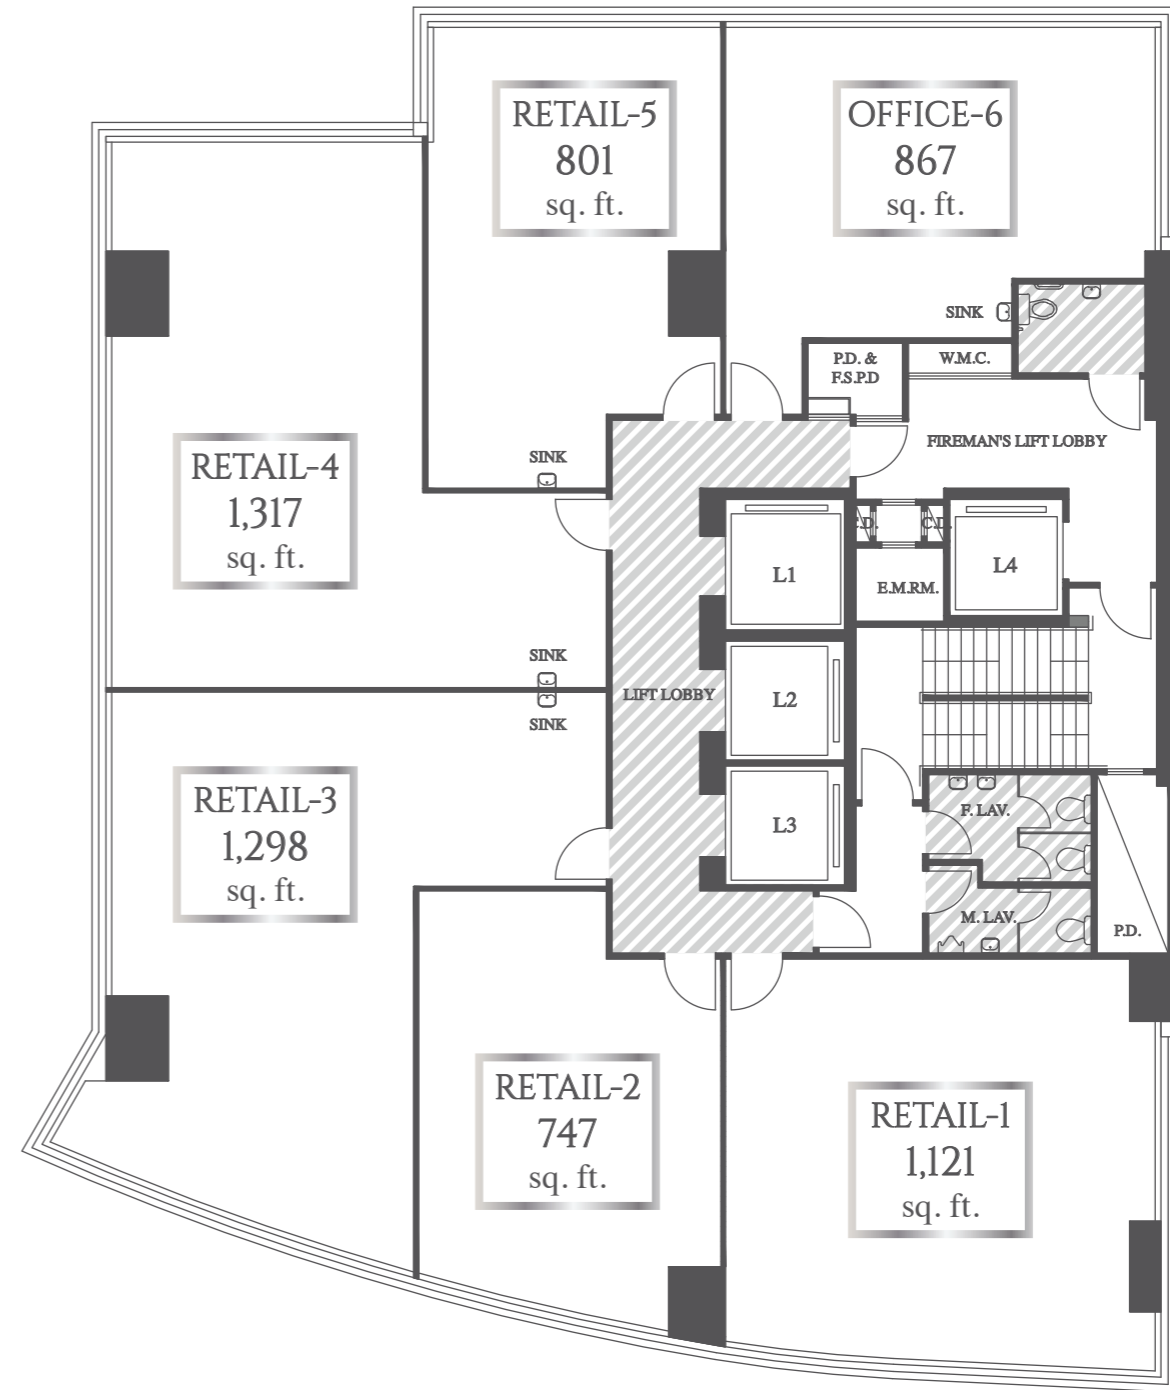 RETAIL-5
801
sq. ft.
OFFICE-6
867
sq. ft.
SINK
P.D. &
F.S.P.D
W.M.C.
FIREMAN'S LIFT LOBBY
RETAIL-4
1,317
sq. ft.
SINK
C.D.
C.D.
L1
L4
E.M.RM.
SINK
LIFT LOBBY
L2
SINK
RETAIL-3
1,298
sq. ft.
L3
F. LAV.
M. LAV.
P.D.
RETAIL-2
747
sq. ft.
RETAIL-1
1,121
sq. ft.